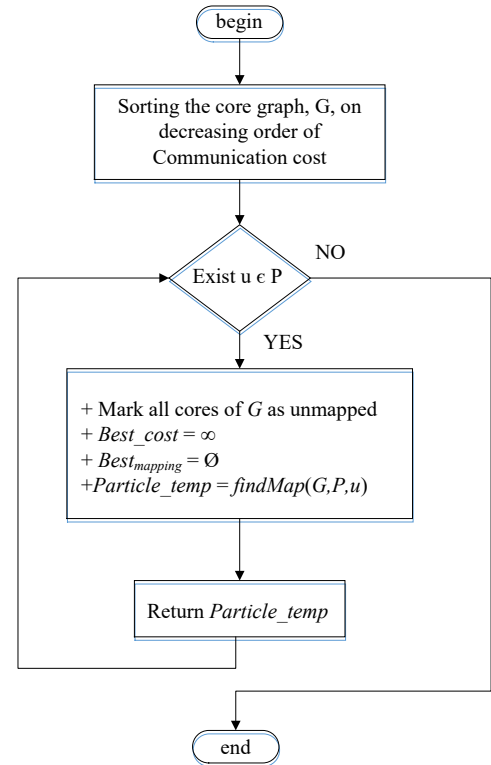 begin
Sorting the core graph, G, on
decreasing order of
Communication cost
NO
Exist u ϵ P
YES
+ Mark all cores of G as unmapped
+ Best_cost = ∞
+ Bestmapping = Ø
+Particle_temp = findMap(G,P,u)
Return Particle_temp
end